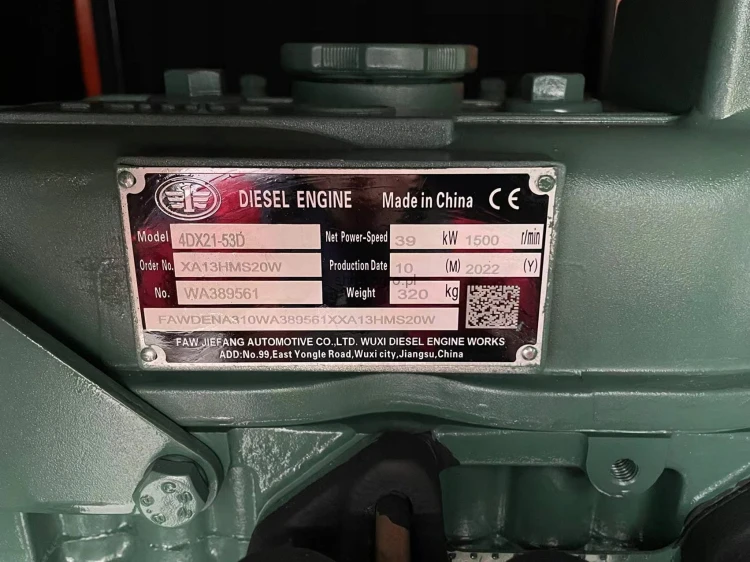 1 DIESEL ENGINE Made in China CE
Model 4DX21-53D Net Power-Speed 39 kW 1500 r/min
Order No. XA13HMS20W Production Date 10 (M) 2022 (Y)
o.pl
No. WA389561 Weight 320 kg
FAWDENA310WA389561XXA13HMS20W
FAW JIEFANG AUTOMOTIVE CO.,LTD. WUXI DIESEL ENGINE WORKS
ADD:No.99,East Yongle Road,Wuxi city,Jiangsu,China